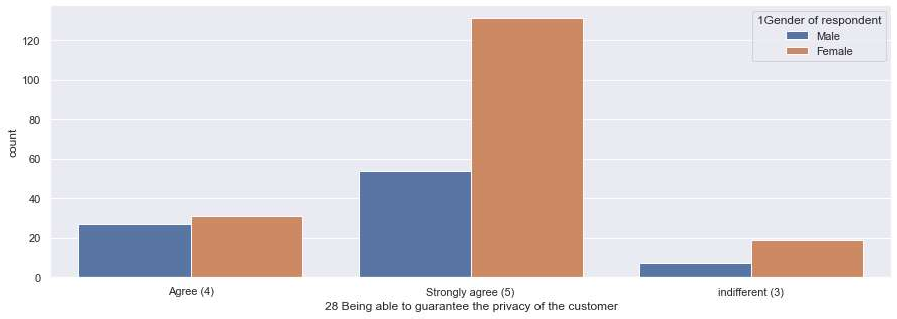 1Gender of respondent
Male
Female
count
120
100
80
60
40
20
0
Agree (4)
Strongly agree (5)
indifferent (3)
28 Being able to guarantee the privacy of the customer